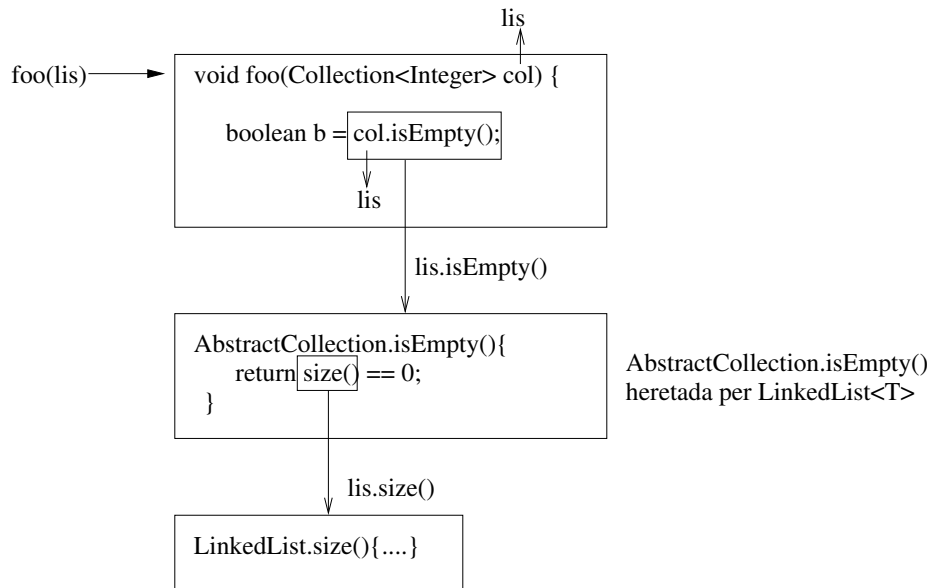 lis
foo(lis)
void foo(Collection<Integer> col) {
boolean b = col.isEmpty();
lis
lis.isEmpty()
AbstractCollection.isEmpty(){
return size() == 0;
}
AbstractCollection.isEmpty()
heretada per LinkedList<T>
lis.size()
LinkedList.size(){....}